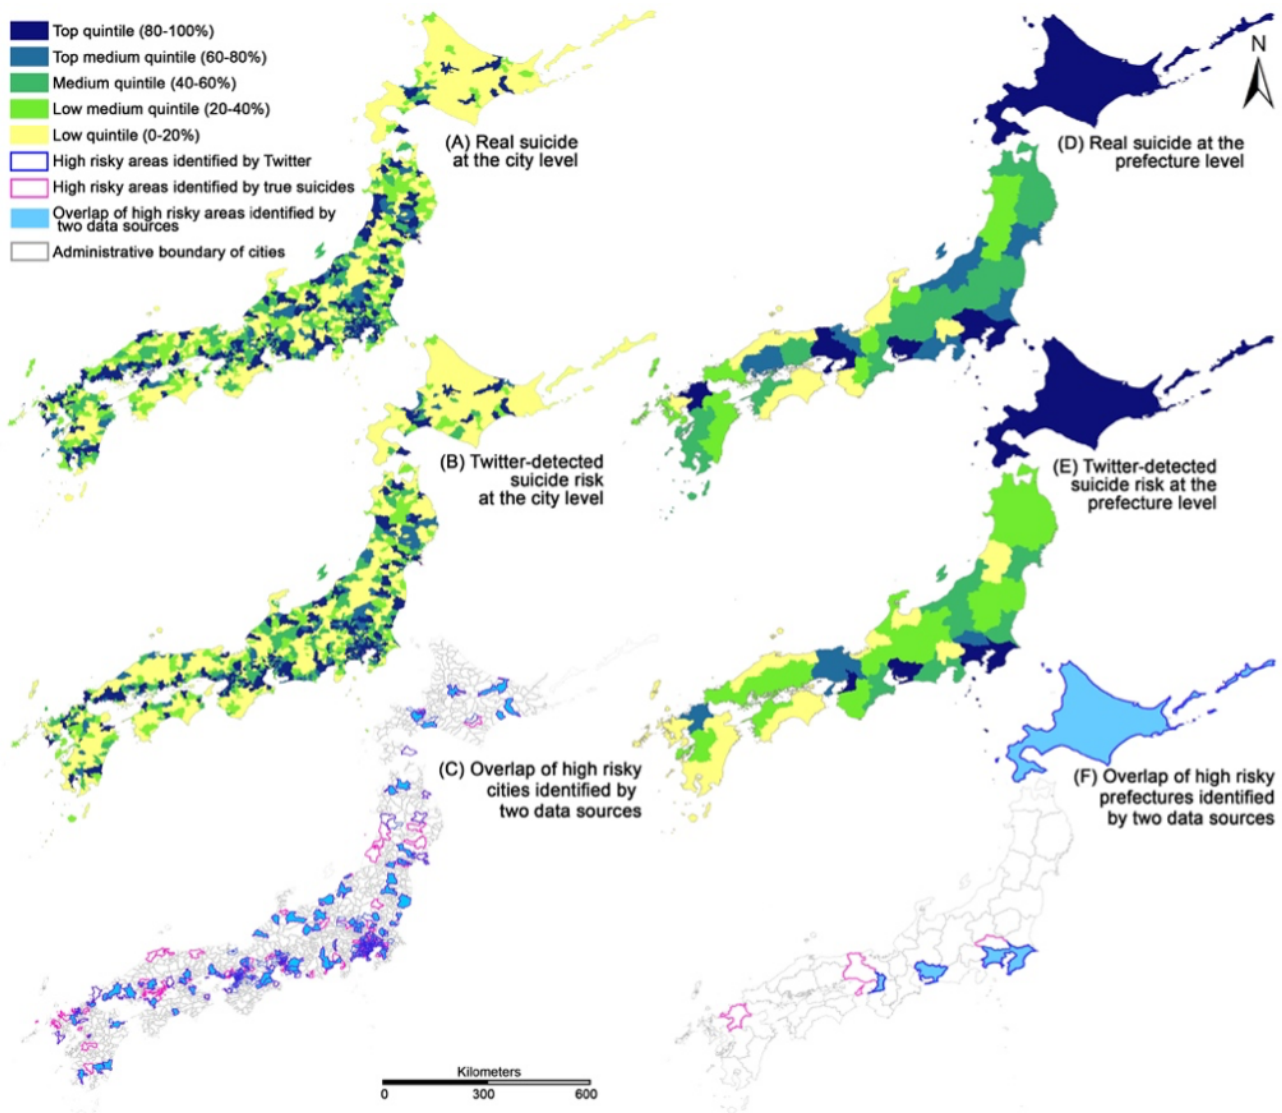 Top quintile (80-100%)
Top medium quintile (60-80%)
Medium quintile (40-60%)
Low medium quintile (20-40%)
Low quintile (0-20%)
High risky areas identified by Twitter
High risky areas identified by true suicides
Overlap of high risky areas identified by
two data sources
Administrative boundary of cities
(A) Real suicide
at the city level
N
(D) Real suicide at the
prefecture level
(B) Twitter-detected
suicide risk
at the city level
(E) Twitter-detected
suicide risk at the
prefecture level
(C) Overlap of high risky
cities identified by
two data sources
(F) Overlap of high risky
prefectures identified
by two data sources
Kilometers
0 300 600